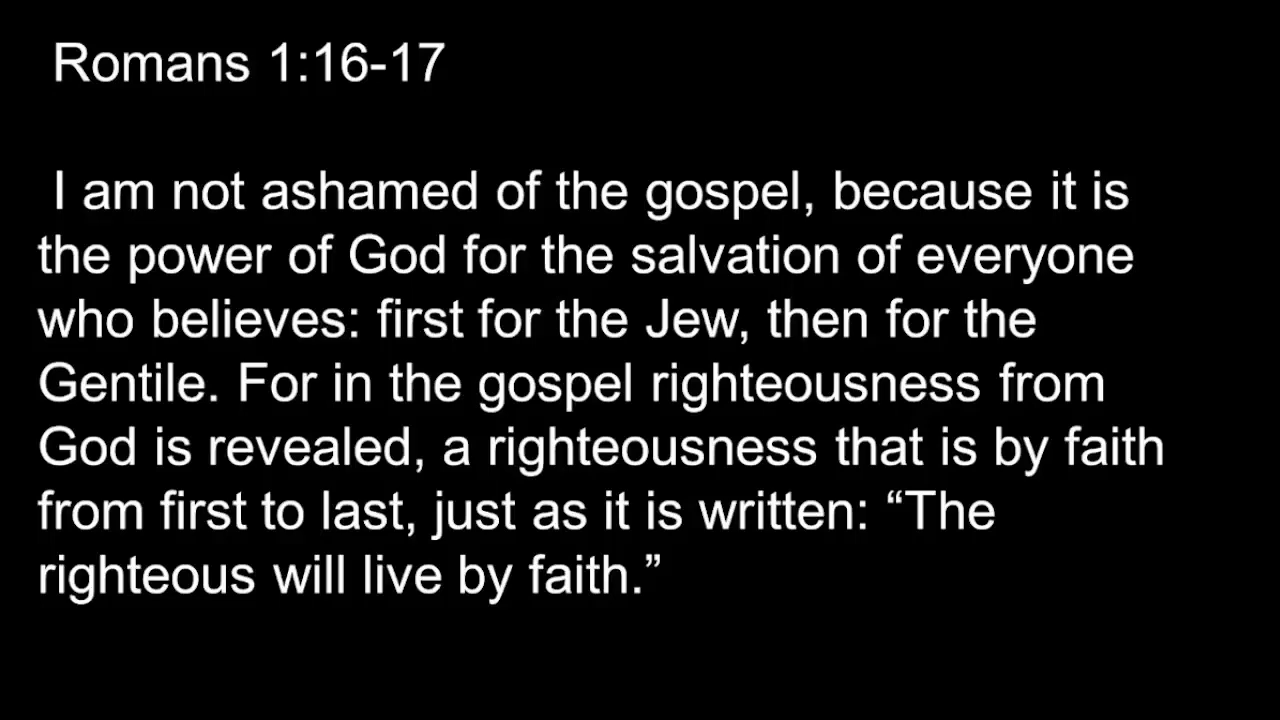 Romans 1:16-17
I am not ashamed of the gospel, because it is
the power of God for the salvation of everyone
who believes: first for the Jew, then for the
Gentile. For in the gospel righteousness from
God is revealed, a righteousness that is by faith
from first to last, just as it is written: “The
righteous will live by faith.”